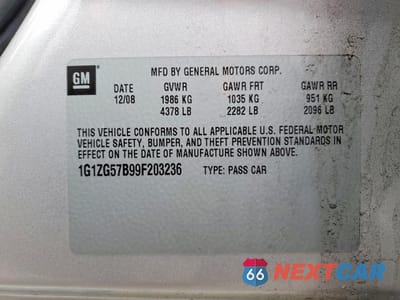 GM
MFD BY GENERAL MOTORS CORP.
DATE GVWR GAWR FRT GAWR RR
12/08 1986 KG 1035 KG 951 KG
4378 LB 2282 LB 2096 LB
THIS VEHICLE CONFORMS TO ALL APPLICABLE U.S. FEDERAL MOTOR
VEHICLE SAFETY, BUMPER, AND THEFT PREVENTION STANDARDS
IN EFFECT ON THE DATE OF MANUFACTURE SHOWN ABOVE.
1G1ZG57B99F203236 TYPE: PASS CAR
66 NEXTCAR